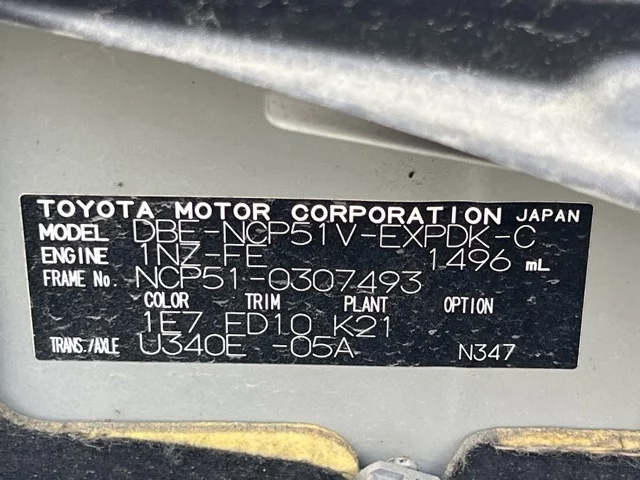 TOYOTA MOTOR CORPORATION JAPAN
MODEL DBE-NCP51V-EXPDK-C
ENGINE 1NZ-FE 1496 mL
FRAME No. NCP51-0307493
COLOR TRIM PLANT OPTION
1E7 FD10 K21
TRANS./AXLE U340E -05A N347